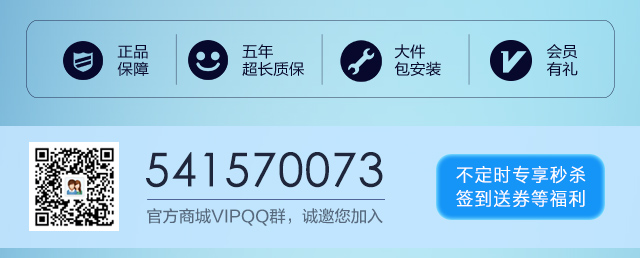 正品
保障
五年
超长质保
大件
包安装
会员
有礼
541570073
官方商城VIPQQ群，诚邀您加入
不定时专享秒杀
签到送券等福利